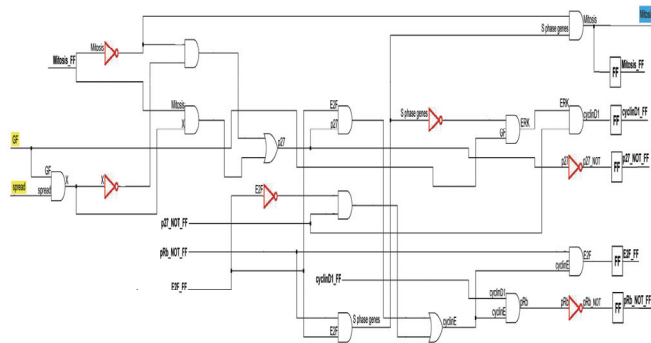 S phase genes
Mitosis
Mitosis
Mitosis
Mitosis_FF
FF
Mitosis_FF
E2F
p27
S phase genes
ERK
GF
ERK
cyclinD1
FF
cyclinD1_FF
Mitosis
X
GF
p27
p27
p27_NOT
FF
p27_NOT_FF
GF
spread
X
X
spread
E2F
p27_NOT_FF
pRb_NOT_FF
E2F
cyclinE
FF
E2F_FF
cyclinD1_FF
E2F_FF
cyclinD1
cyclinE
pRb
pRb
pRb_NOT
FF
pRb_NOT_FF
S phase genes
E2F
cyclinE